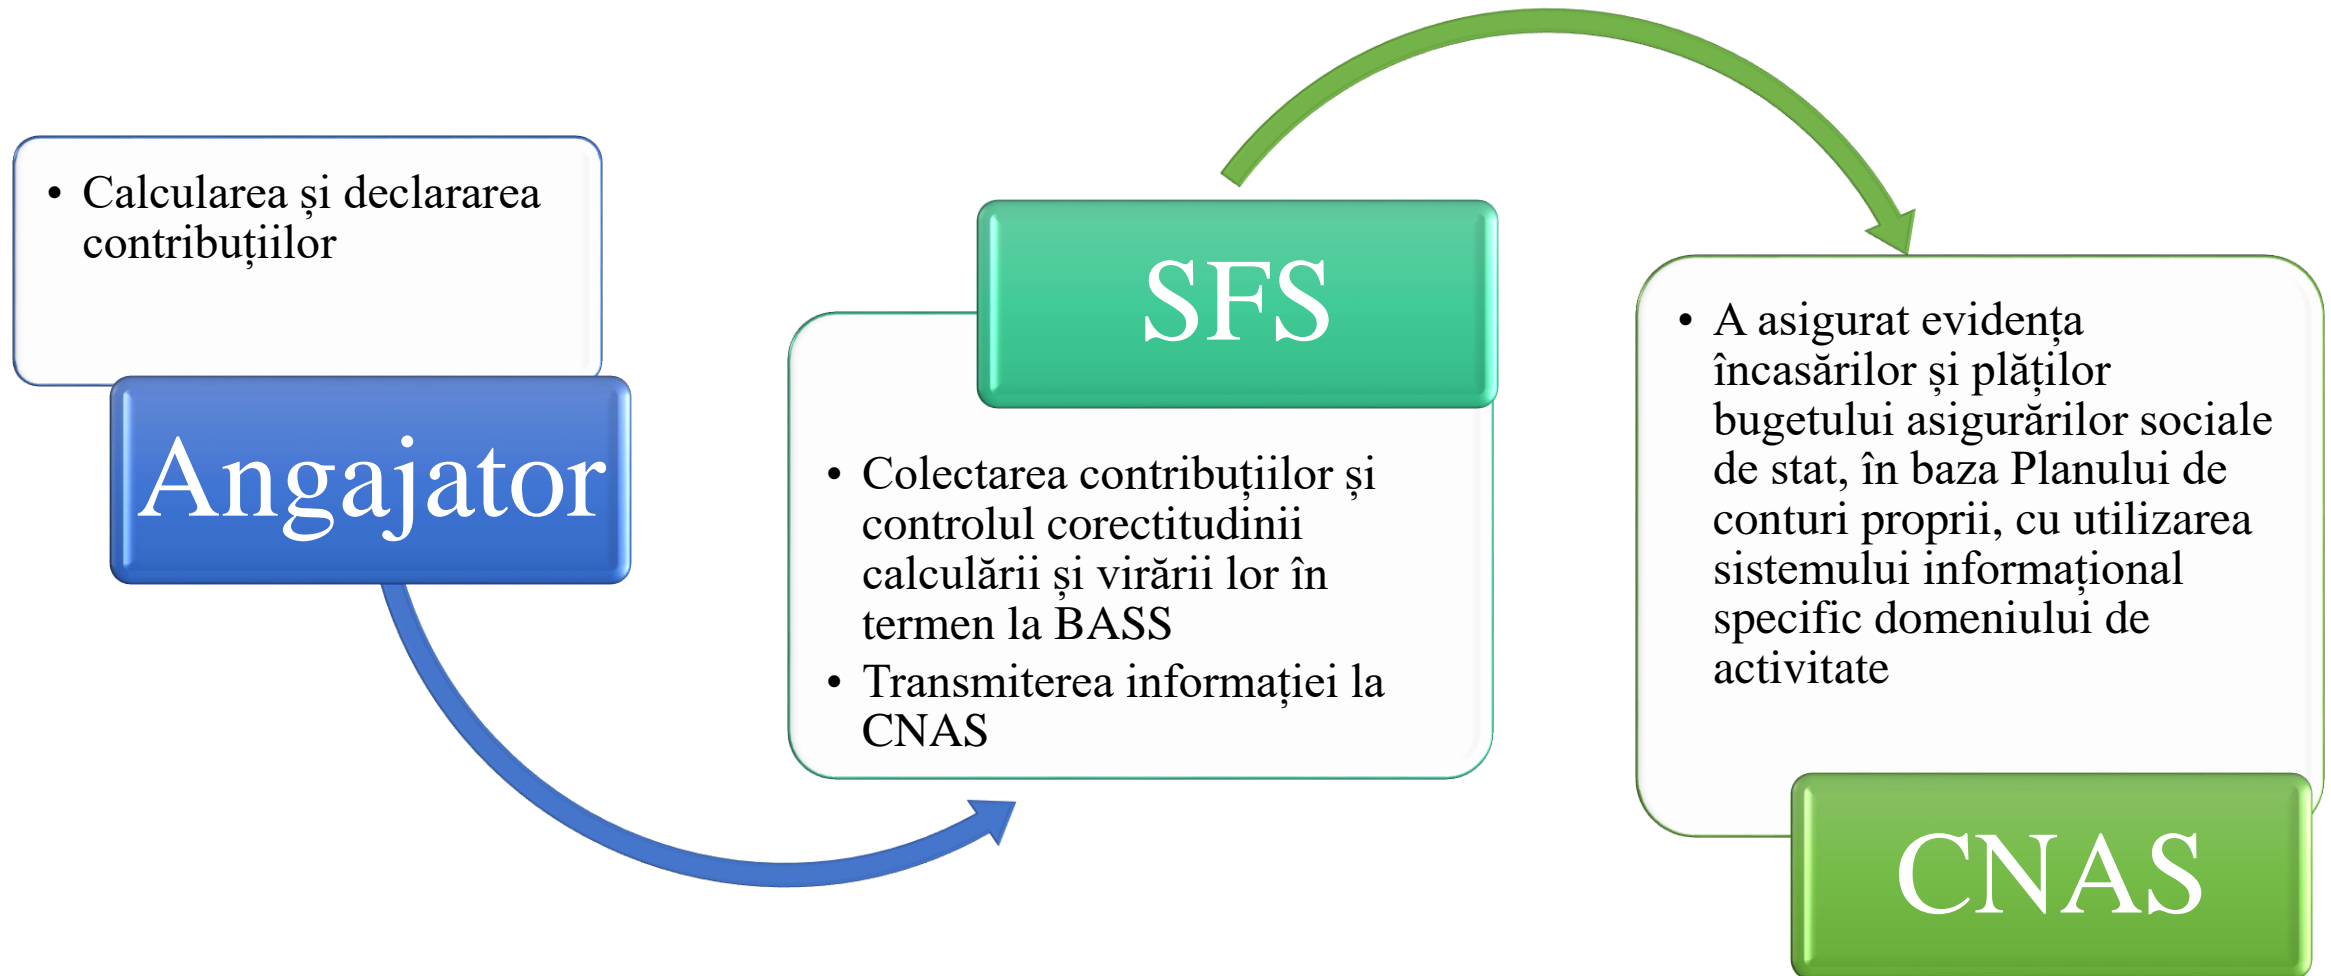 • Calcularea și declararea
contribuțiilor
Angajator
SFS
• Colectarea contribuțiilor și
controlul corectitudinii
calculării și virării lor în
termen la BASS
• Transmiterea informației la
CNAS
• A asigurat evidența
încasărilor și plăților
bugetului asigurărilor sociale
de stat, în baza Planului de
conturi proprii, cu utilizarea
sistemului informațional
specific domeniului de
activitate
CNAS